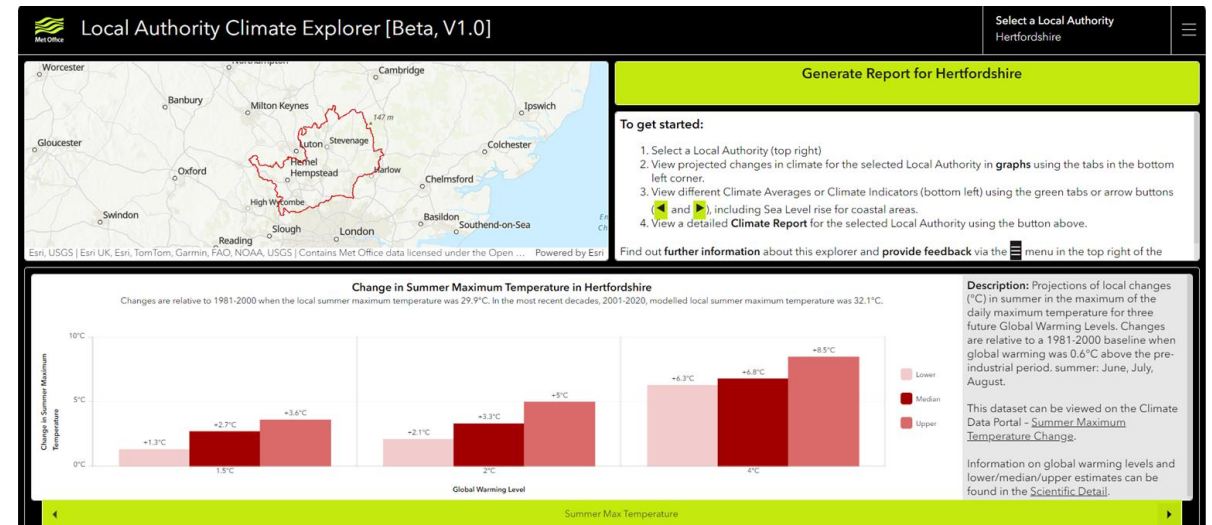 Met Office
Local Authority Climate Explorer [Beta, V1.0]
Select a Local Authority
Hertfordshire
Worcester
Cambridge
Banbury
Milton Keynes
147 m
Ipswich
Gloucester
Luton
Stevenage
Colchester
Oxford
Hemel
Hempstead
Harlow
Chelmsford
High Wycombe
Swindon
Basildon
Slough
London
Southend-on-Sea
Reading
Esri, USGS | Esri UK, Esri, TomTom, Garmin, FAO, NOAA, USGS | Contains Met Office data licensed under the Open ... Powered by Esri
Generate Report for Hertfordshire
To get started:
1. Select a Local Authority (top right)
2. View projected changes in climate for the selected Local Authority in graphs using the tabs in the bottom
left corner.
3. View different Climate Averages or Climate Indicators (bottom left) using the green tabs or arrow buttons
(◀ and ▶), including Sea Level rise for coastal areas.
4. View a detailed Climate Report for the selected Local Authority using the button above.
Find out further information about this explorer and provide feedback via the ☰ menu in the top right of the
Change in Summer Maximum Temperature in Hertfordshire
Changes are relative to 1981-2000 when the local summer maximum temperature was 29.9°C. In the most recent decades, 2001-2020, modelled local summer maximum temperature was 32.1°C.
Change in Summer Maximum
Temperature
10°C
5°C
0°C
+1.3°C
+2.7°C
+3.6°C
+2.1°C
+3.3°C
+5°C
+6.3°C
+6.8°C
+8.5°C
1.5°C
2°C
4°C
Global Warming Level
Lower
Median
Upper
Description: Projections of local changes
(°C) in summer in the maximum of the
daily maximum temperature for three
future Global Warming Levels. Changes
are relative to a 1981-2000 baseline when
global warming was 0.6°C above the pre-
industrial period. summer: June, July,
August.
This dataset can be viewed on the Climate
Data Portal - Summer Maximum
Temperature Change.
Information on global warming levels and
lower/median/upper estimates can be
found in the Scientific Detail.
Summer Max Temperature